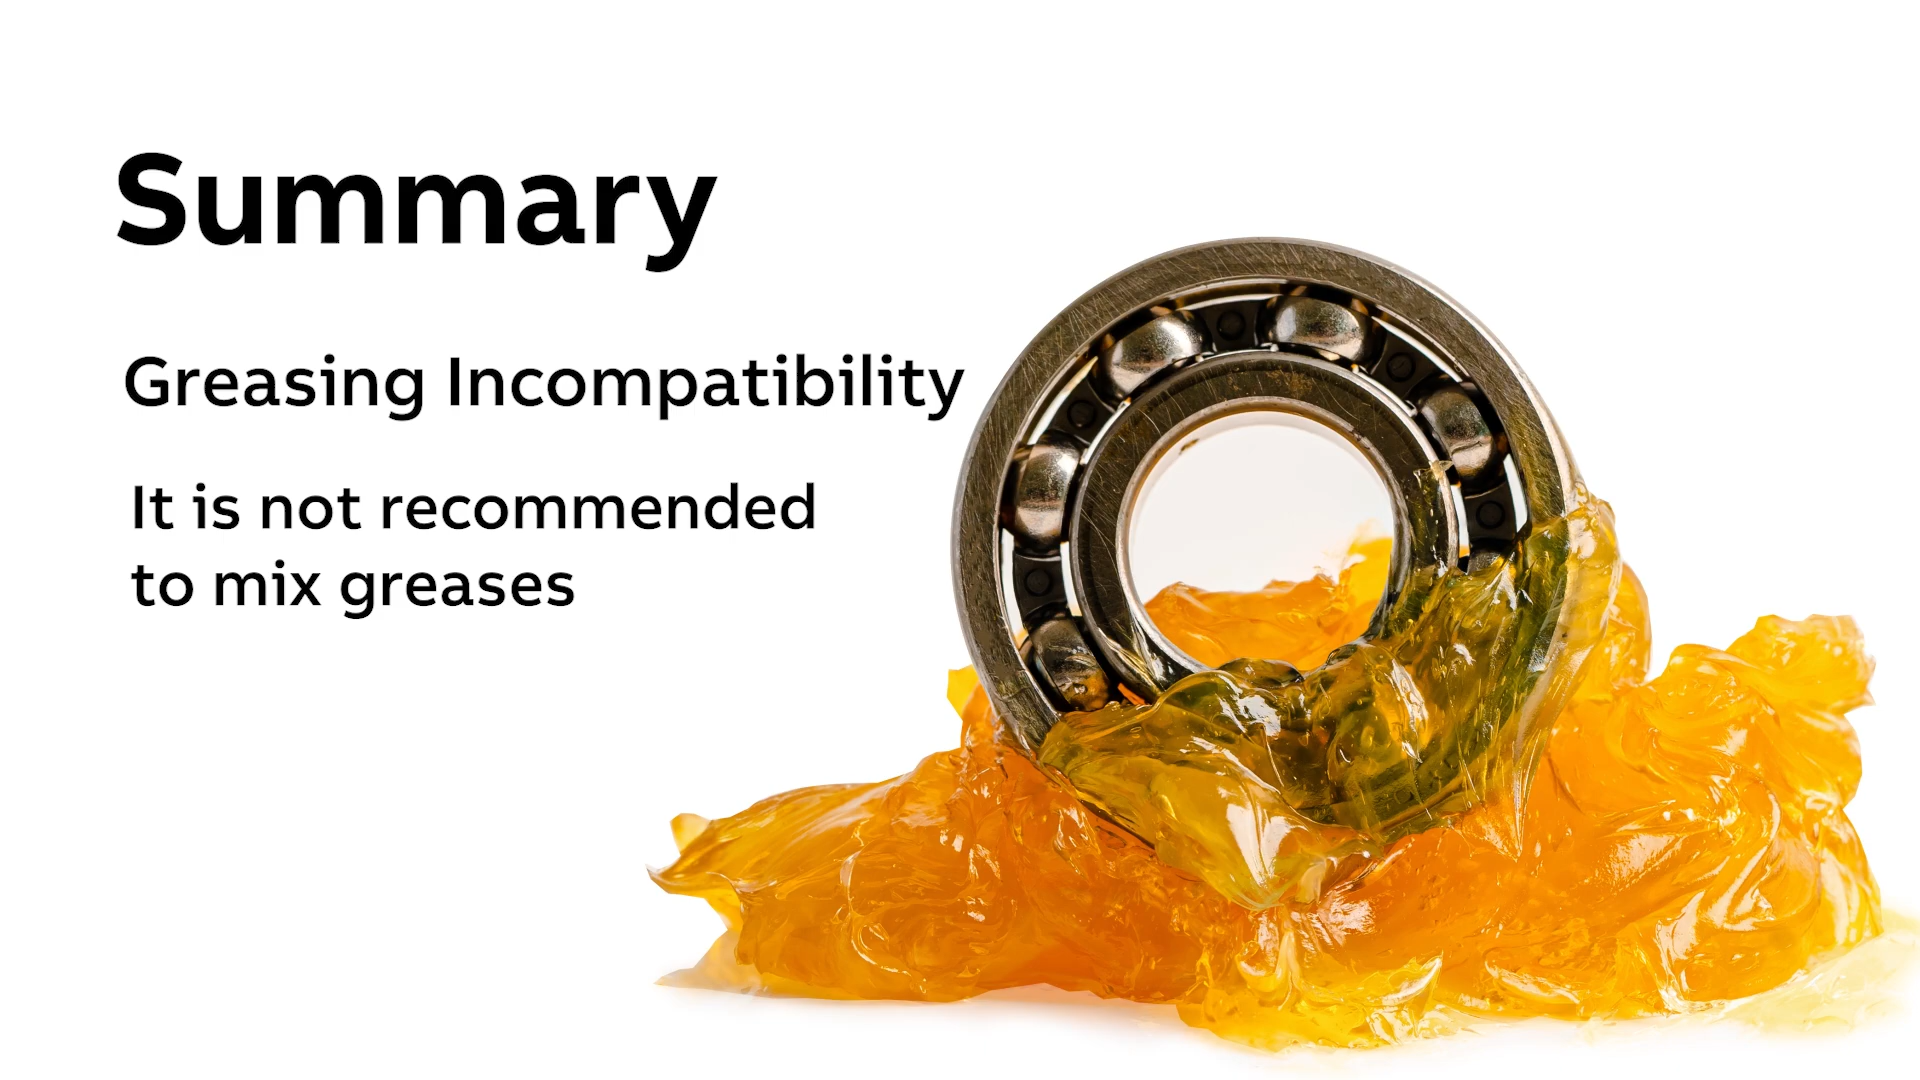 Summary
Greasing Incompatibility
It is not recommended
to mix greases